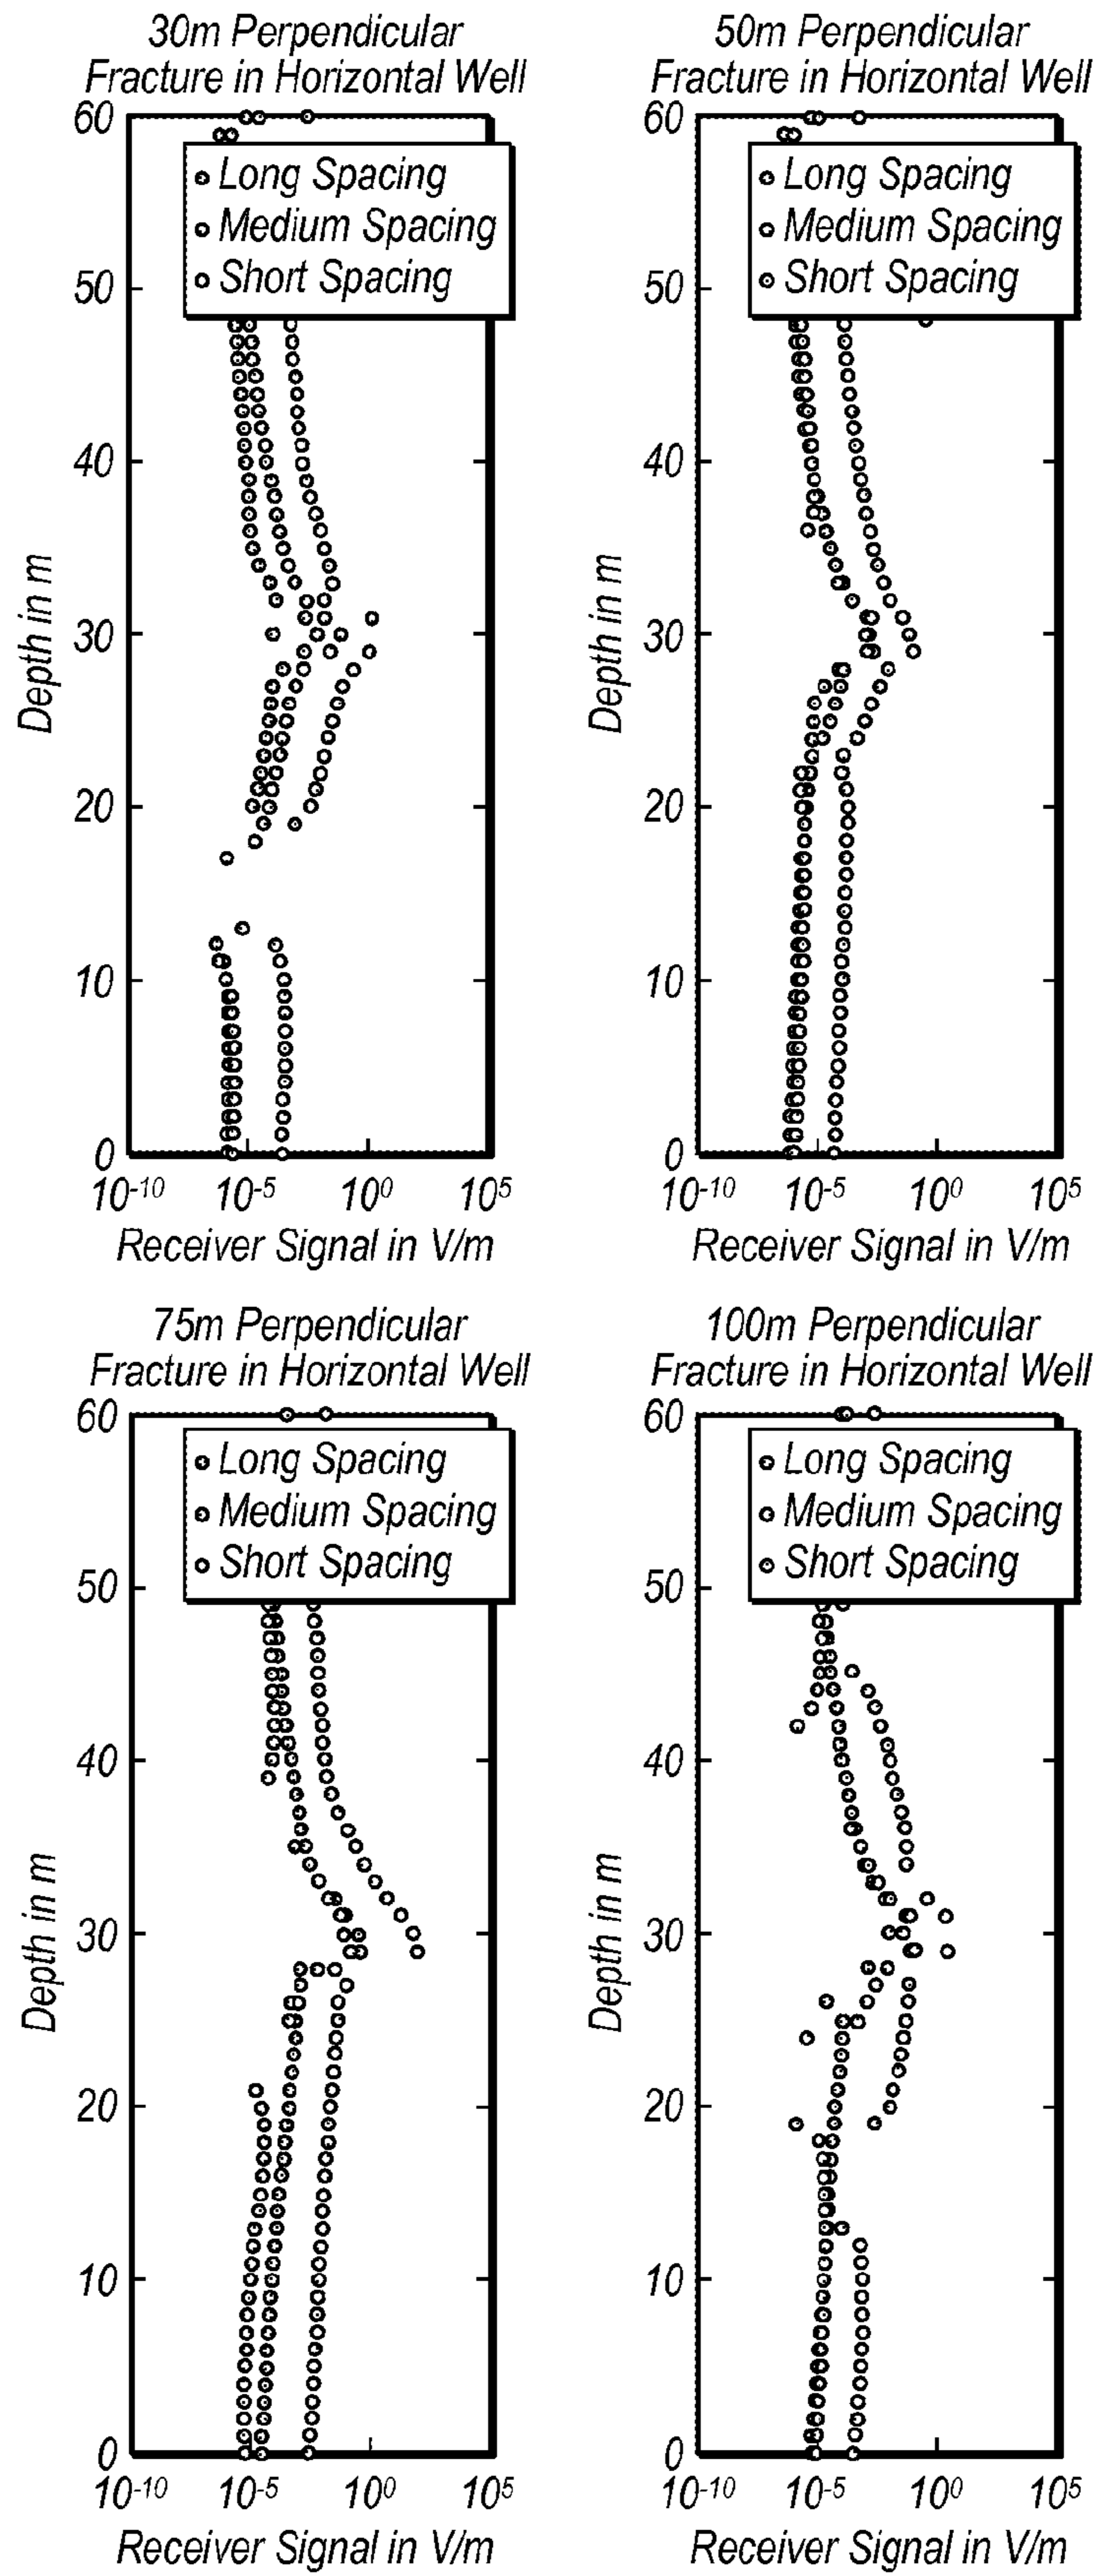 30m Perpendicular
Fracture in Horizontal Well
60
50
40
30
20
10
0
Depth in m
Long Spacing
Medium Spacing
Short Spacing
10-10
10-5
100
105
Receiver Signal in V/m
50m Perpendicular
Fracture in Horizontal Well
60
50
40
30
20
10
0
Depth in m
Long Spacing
Medium Spacing
Short Spacing
10-10
10-5
100
105
Receiver Signal in V/m
75m Perpendicular
Fracture in Horizontal Well
60
50
40
30
20
10
0
Depth in m
Long Spacing
Medium Spacing
Short Spacing
10-10
10-5
100
105
Receiver Signal in V/m
100m Perpendicular
Fracture in Horizontal Well
60
50
40
30
20
10
0
Depth in m
Long Spacing
Medium Spacing
Short Spacing
10-10
10-5
100
105
Receiver Signal in V/m